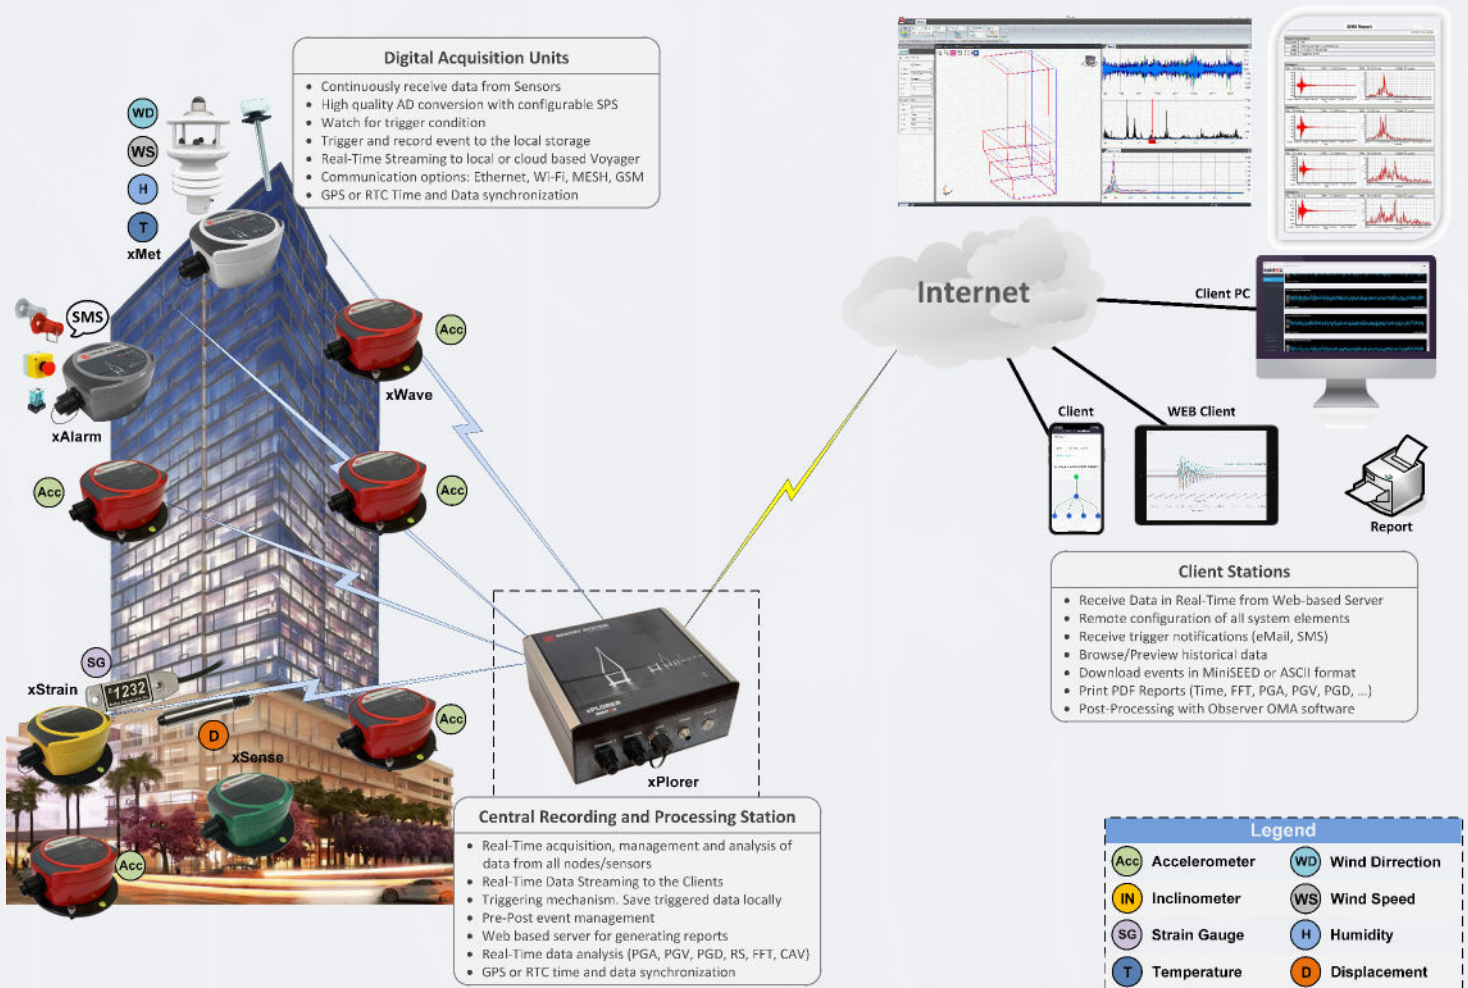 Digital Acquisition Units
• Continuously receive data from Sensors
• High quality AD conversion with configurable SPS
• Watch for trigger condition
• Trigger and record event to the local storage
• Real-Time Streaming to local or cloud based Voyager
• Communication options: Ethernet, Wi-Fi, MESH, GSM
• GPS or RTC Time and Data synchronization
WD
WS
H
T
xMet
SMS
xAlarm
Acc
xWave
Acc
Acc
SG
xStrain
1232
D
xSense
Acc
Acc
SENTRY SYSTEM
xPLORER
xPlorer
Central Recording and Processing Station
• Real-Time acquisition, management and analysis of
data from all nodes/sensors
• Real-Time Data Streaming to the Clients
• Triggering mechanism. Save triggered data locally
• Pre-Post event management
• Web based server for generating reports
• Real-Time data analysis (PGA, PGV, PGD, RS, FFT, CAV)
• GPS or RTC time and data synchronization
Internet
Client PC
Client
WEB Client
Report
Client Stations
• Receive Data in Real-Time from Web-based Server
• Remote configuration of all system elements
• Receive trigger notifications (eMail, SMS)
• Browse/Preview historical data
• Download events in MiniSEED or ASCII format
• Print PDF Reports (Time, FFT, PGA, PGV, PGD, ...)
• Post-Processing with Observer OMA software
Legend
Acc Accelerometer
WD Wind Dirrection
IN Inclinometer
WS Wind Speed
SG Strain Gauge
H Humidity
T Temperature
D Displacement